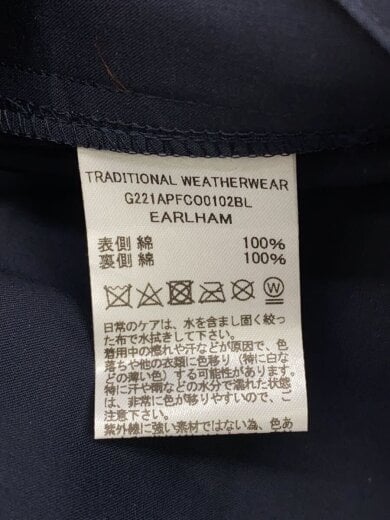 TRADITIONAL WEATHERWEAR
G221APFCO0102BL
EARLHAM
表側 綿 100%
裏側 綿 100%
W
日常のケアは、水を含まし固く絞っ
た布で水拭きして下さい。
着用中の擦れや汗などが原因で、色
落ちや他の衣類に色移り(特に白な
どの薄い色)する可能性があります。
特に汗や雨などの水分で濡れた状態
は、非常に色が移りやすいので、ご
注意下さい。
紫外線に強い素材ではない為、色あ